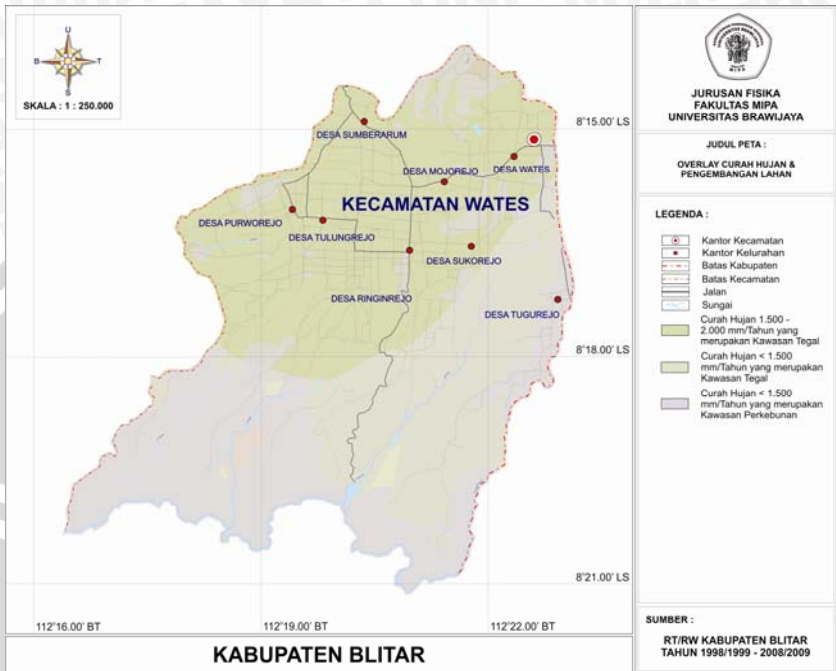 U
B
T
S
SKALA : 1 : 250.000
DESA SUMBERARUM
DESA MOJOREJO
DESA WATES
KECAMATAN WATES
DESA PURWOREJO
DESA TULUNGREJO
DESA SUKOREJO
DESA RINGINREJO
DESA TUGUREJO
8°15.00' LS
8°18.00' LS
8°21.00' LS
112°16.00' BT
112°19.00' BT
112°22.00' BT
KABUPATEN BLITAR
JURUSAN FISIKA
FAKULTAS MIPA
UNIVERSITAS BRAWIJAYA
JUDUL PETA :
OVERLAY CURAH HUJAN &
PENGEMBANGAN LAHAN
LEGENDA :
Kantor Kecamatan
Kantor Kelurahan
Batas Kabupaten
Batas Kecamatan
Jalan
Sungai
Curah Hujan 1.500 -
2.000 mm/Tahun yang
merupakan Kawasan Tegal
Curah Hujan < 1.500
mm/Tahun yang merupakan
Kawasan Tegal
Curah Hujan < 1.500
mm/Tahun yang merupakan
Kawasan Perkebunan
SUMBER :
RT/RW KABUPATEN BLITAR
TAHUN 1998/1999 - 2008/2009